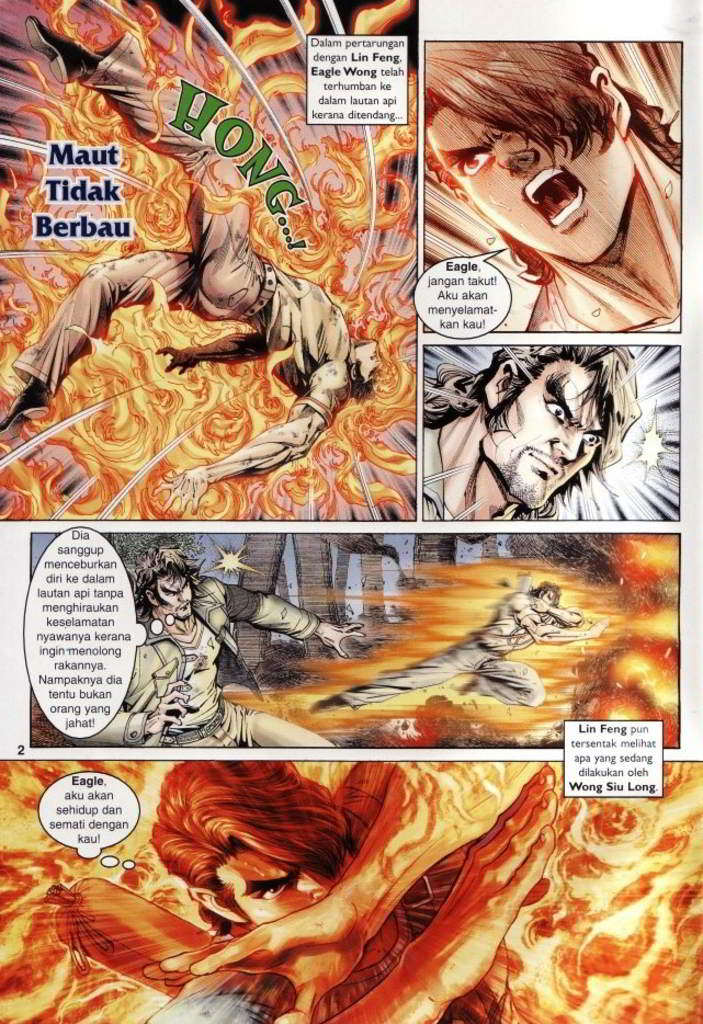 Dalam pertarungan
dengan Lin Feng,
Eagle Wong telah
terhumban ke
dalam lautan api
kerana ditendang...
HONG...!
Maut
Tidak
Berbau
Eagle,
jangan takut!
Aku akan
menyelamat-
kan kau!
Dia
sanggup
menceburkan
diri ke dalam
lautan api tanpa
menghiraukan
keselamatan
nyawanya kerana
ingin menolong
rakannya.
Nampaknya dia
tentu bukan
orang yang
jahat!
Lin Feng pun
tersentak melihat
apa yang sedang
dilakukan oleh
Wong Siu Long.
2
Eagle,
aku akan
sehidup dan
semati dengan
kau!